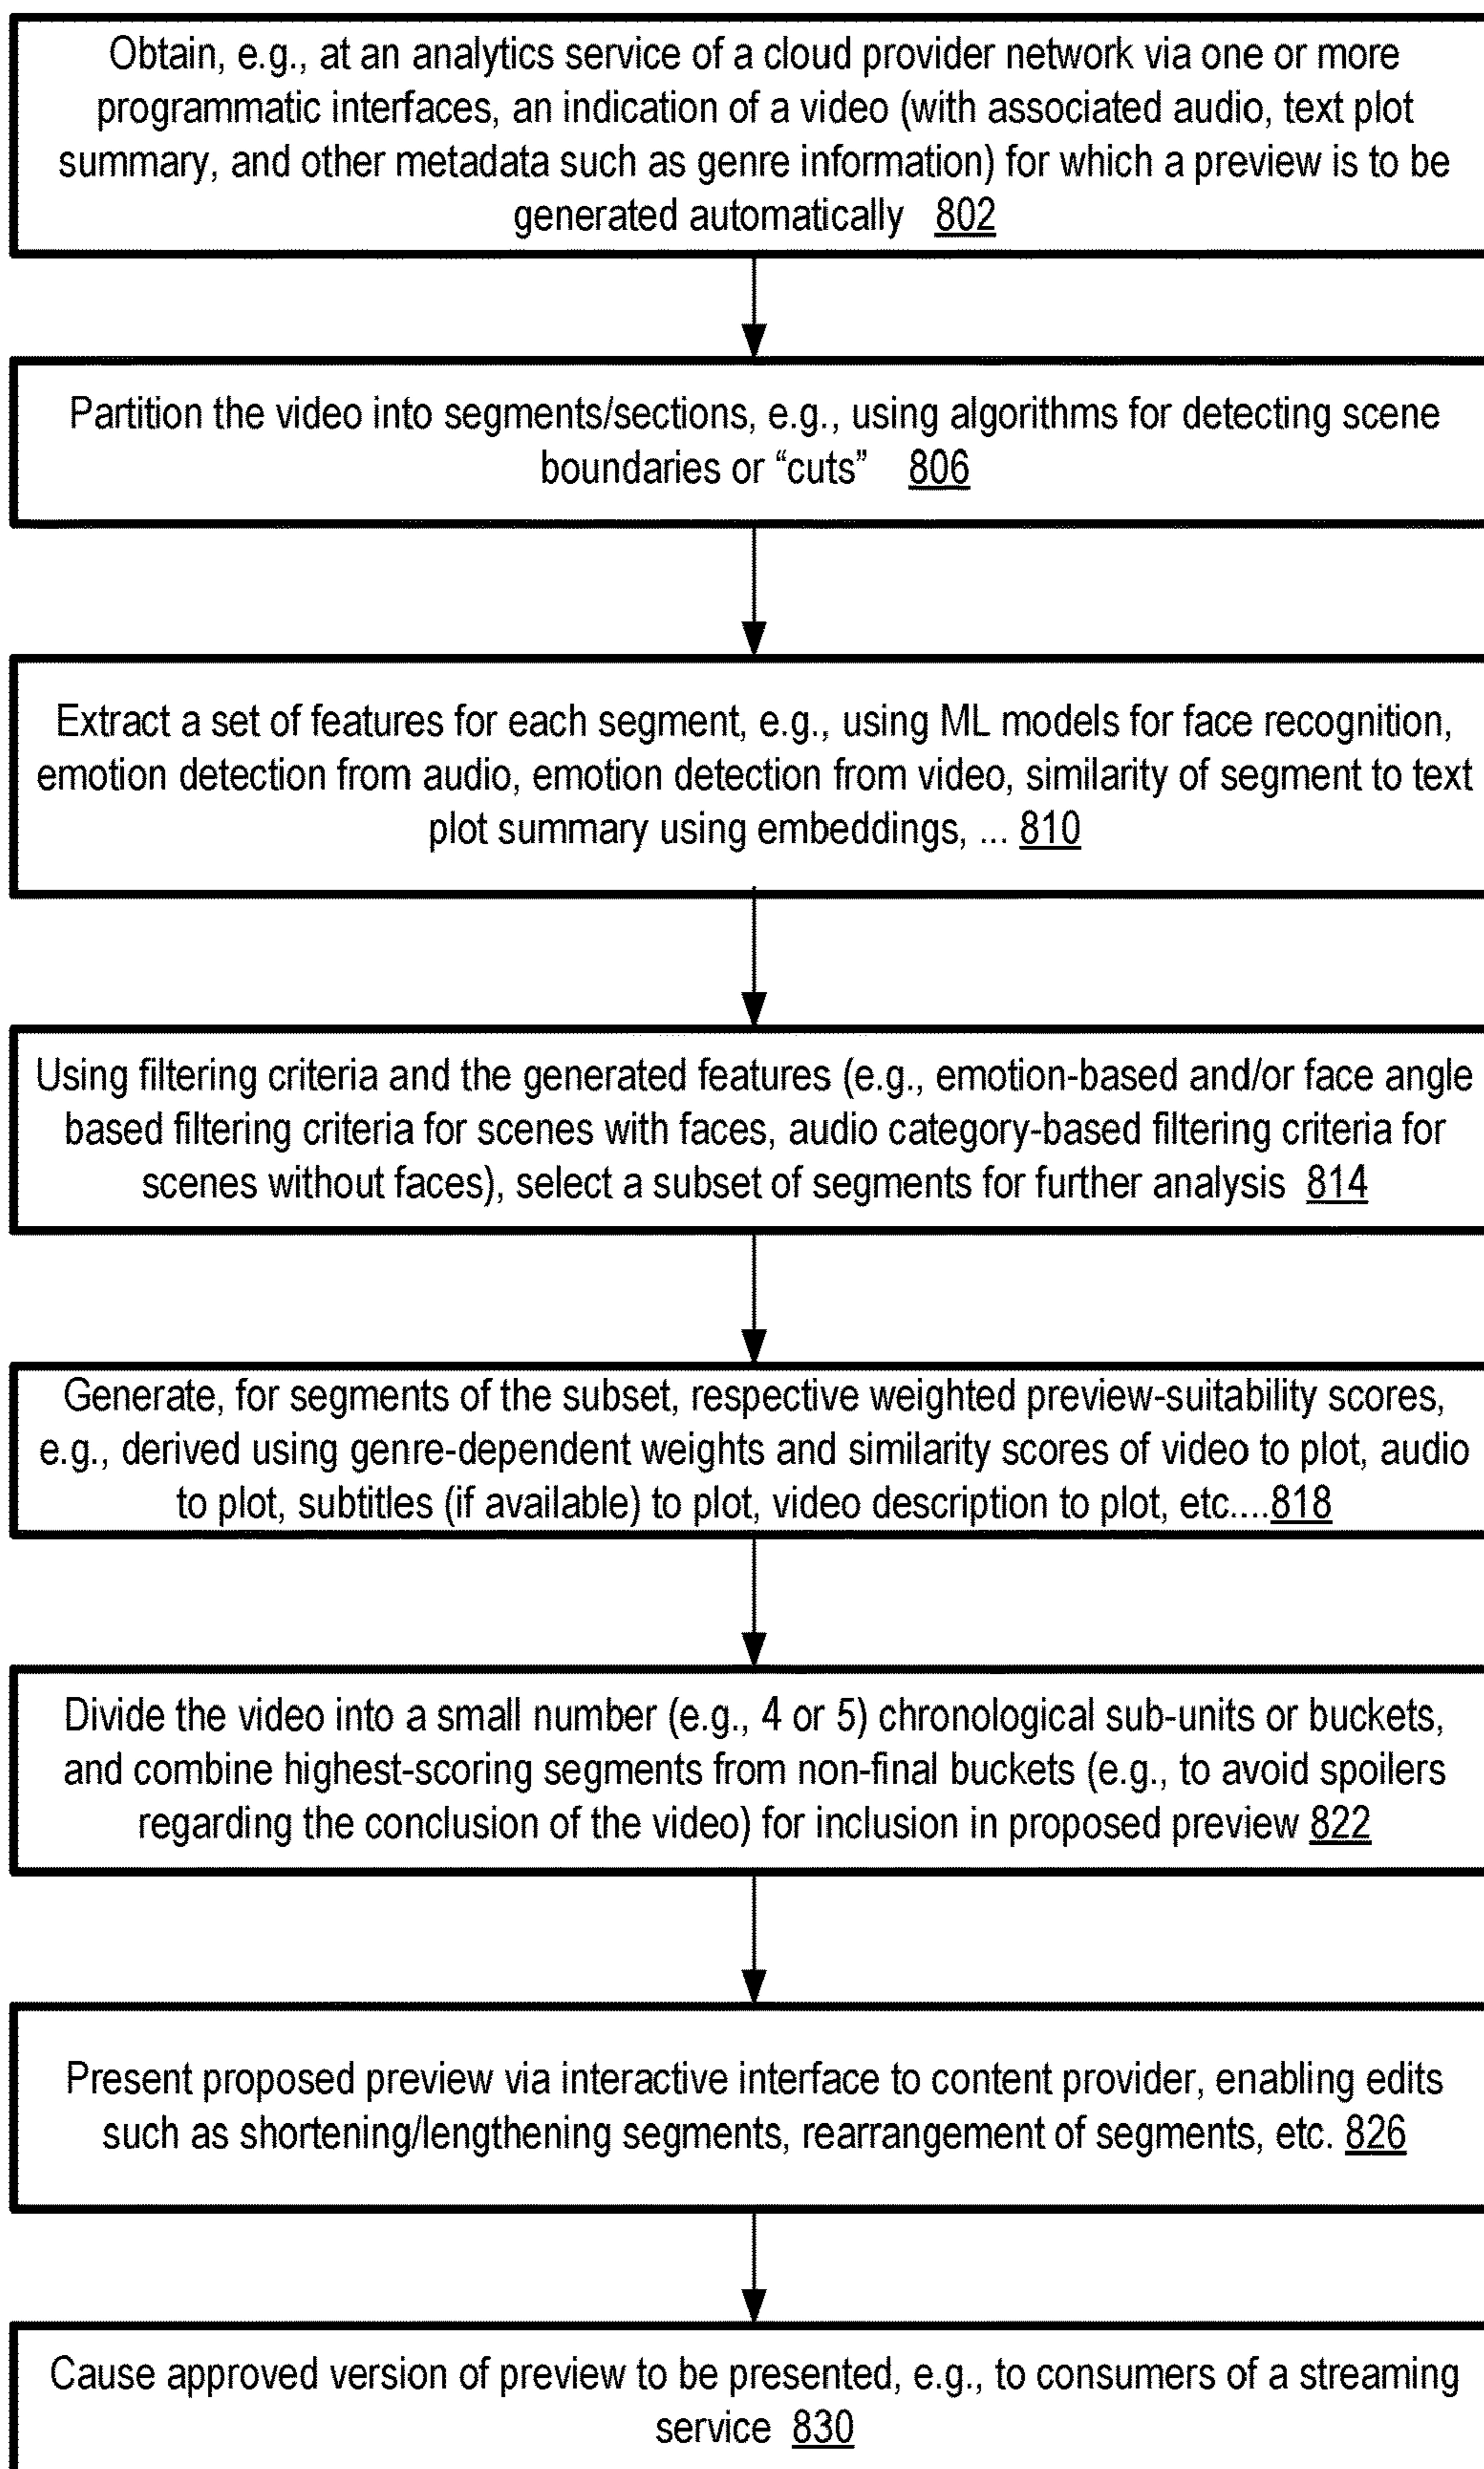 Obtain, e.g., at an analytics service of a cloud provider network via one or more
programmatic interfaces, an indication of a video (with associated audio, text plot
summary, and other metadata such as genre information) for which a preview is to be
generated automatically 802
Partition the video into segments/sections, e.g., using algorithms for detecting scene
boundaries or “cuts” 806
Extract a set of features for each segment, e.g., using ML models for face recognition,
emotion detection from audio, emotion detection from video, similarity of segment to text
plot summary using embeddings, ... 810
Using filtering criteria and the generated features (e.g., emotion-based and/or face angle
based filtering criteria for scenes with faces, audio category-based filtering criteria for
scenes without faces), select a subset of segments for further analysis 814
Generate, for segments of the subset, respective weighted preview-suitability scores,
e.g., derived using genre-dependent weights and similarity scores of video to plot, audio
to plot, subtitles (if available) to plot, video description to plot, etc....818
Divide the video into a small number (e.g., 4 or 5) chronological sub-units or buckets,
and combine highest-scoring segments from non-final buckets (e.g., to avoid spoilers
regarding the conclusion of the video) for inclusion in proposed preview 822
Present proposed preview via interactive interface to content provider, enabling edits
such as shortening/lengthening segments, rearrangement of segments, etc. 826
Cause approved version of preview to be presented, e.g., to consumers of a streaming
service 830